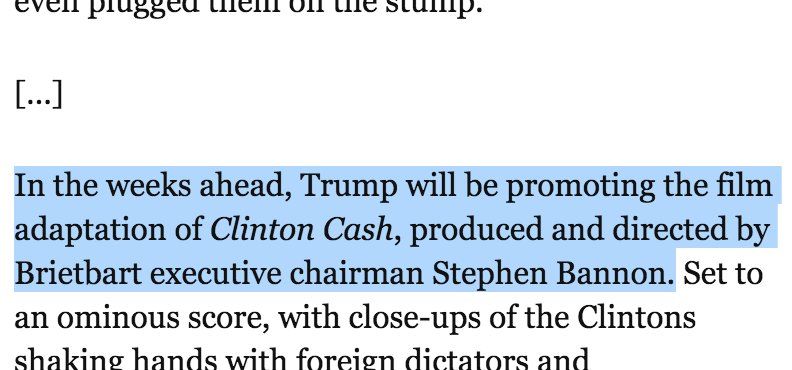 even plugged them on the stump.
[...]
In the weeks ahead, Trump will be promoting the film
adaptation of Clinton Cash, produced and directed by
Brietbart executive chairman Stephen Bannon. Set to
an ominous score, with close-ups of the Clintons
shaking hands with foreign dictators and